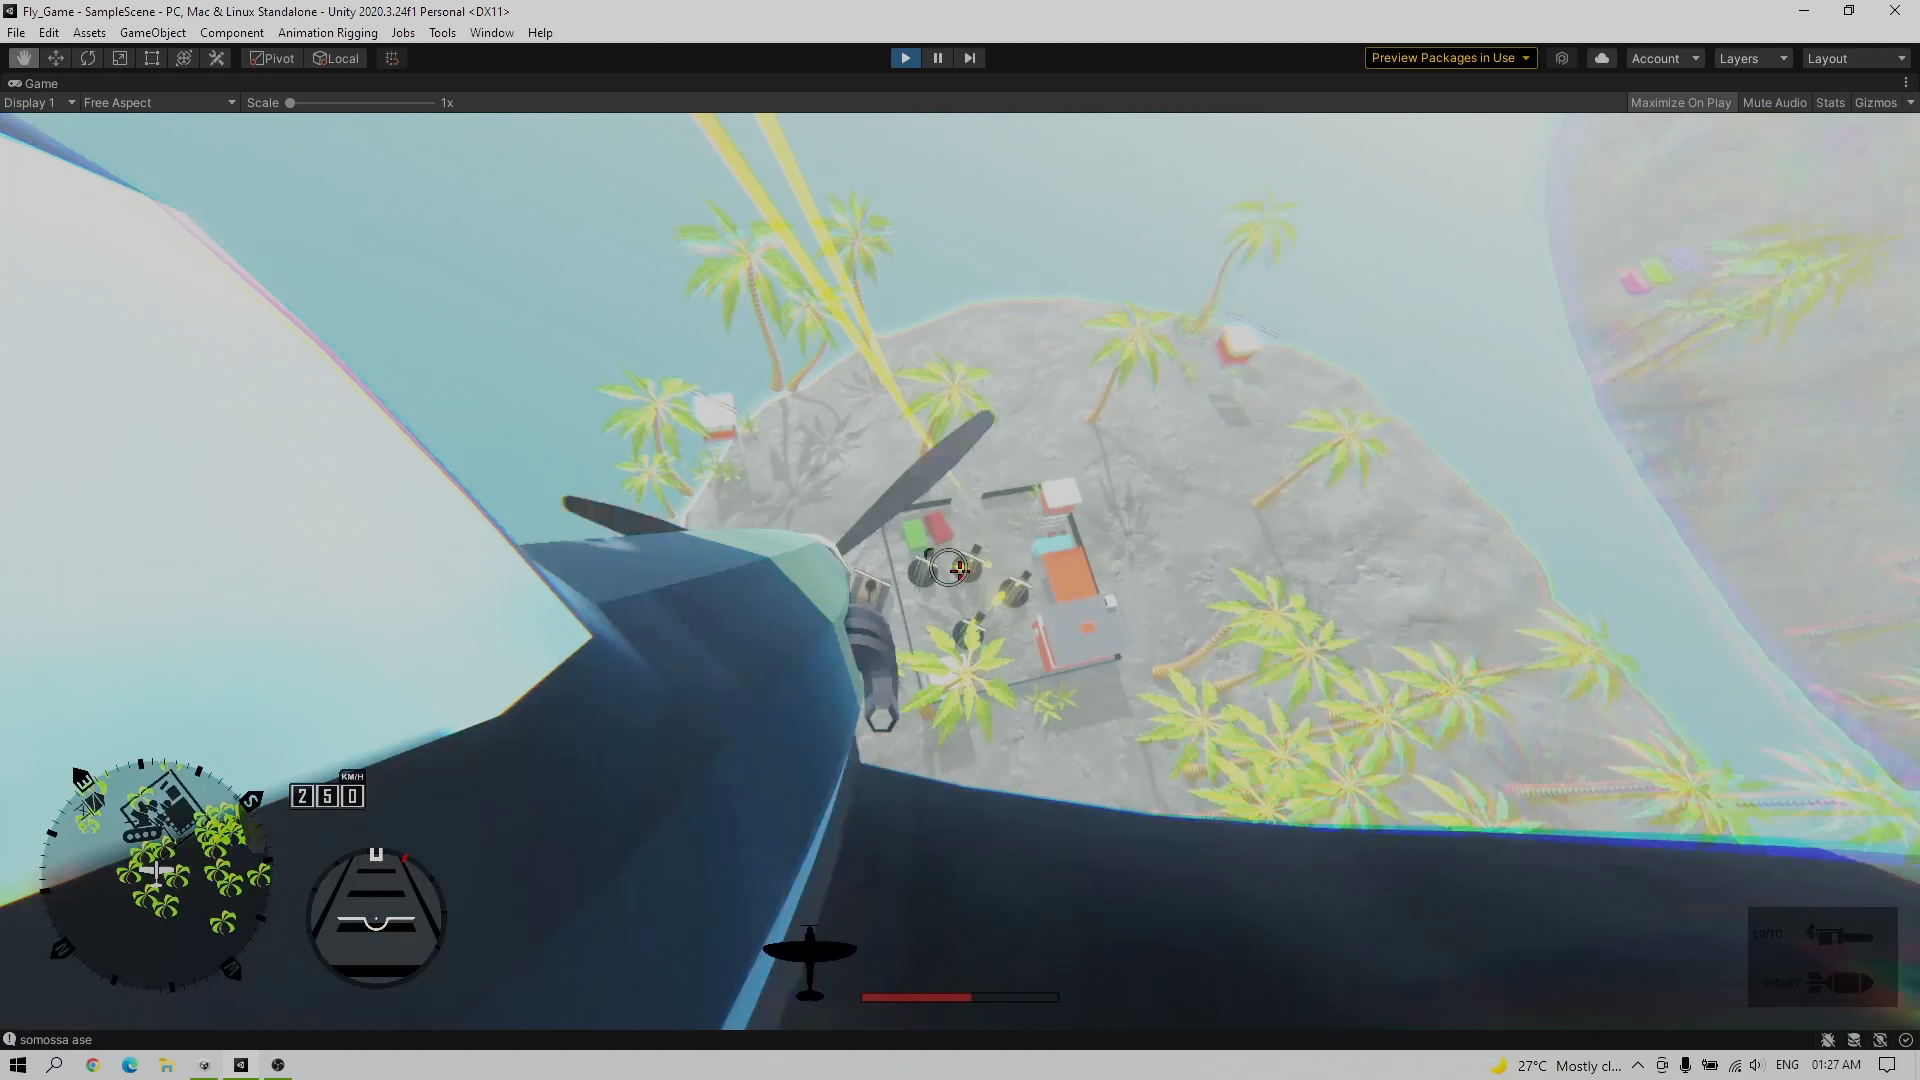 Fly_Game - SampleScene - PC, Mac & Linux Standalone - Unity 2020.3.24f1 Personal <DX11>
File Edit Assets GameObject Component Animation Rigging Jobs Tools Window Help
Pivot Local Preview Packages in Use Account Layers Layout
Game
Display 1 Free Aspect Scale 1x Maximize On Play Mute Audio Stats Gizmos
E
S
KM/H
250
N
W
19/10
InfinitY
somossa ase
27°C Mostly cl... ENG 01:27 AM